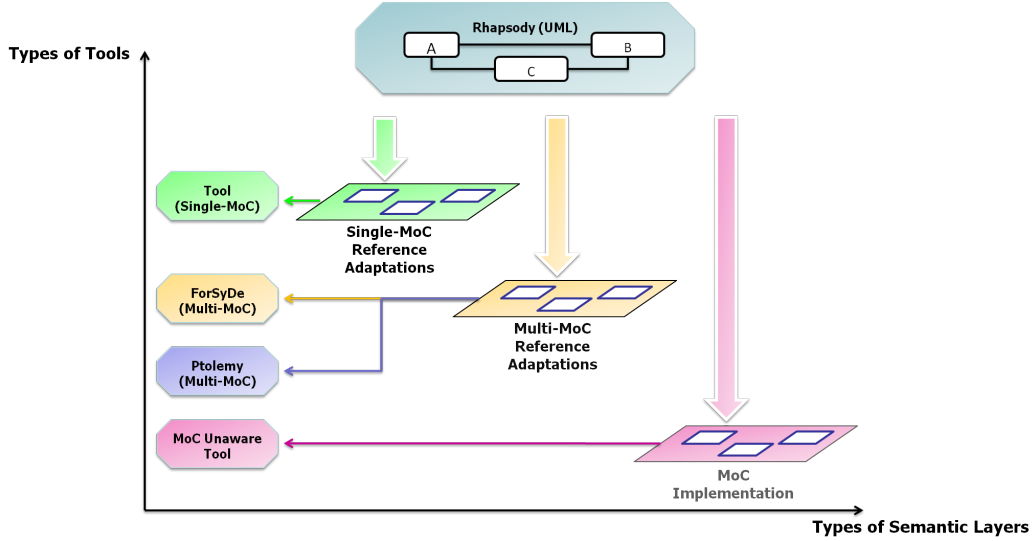 Rhapsody (UML)
A
B
C
Types of Tools
Tool
(Single-MoC)
Single-MoC
Reference
Adaptations
ForSyDe
(Multi-MoC)
Multi-MoC
Reference
Adaptations
Ptolemy
(Multi-MoC)
MoC Unaware
Tool
MoC
Implementation
Types of Semantic Layers